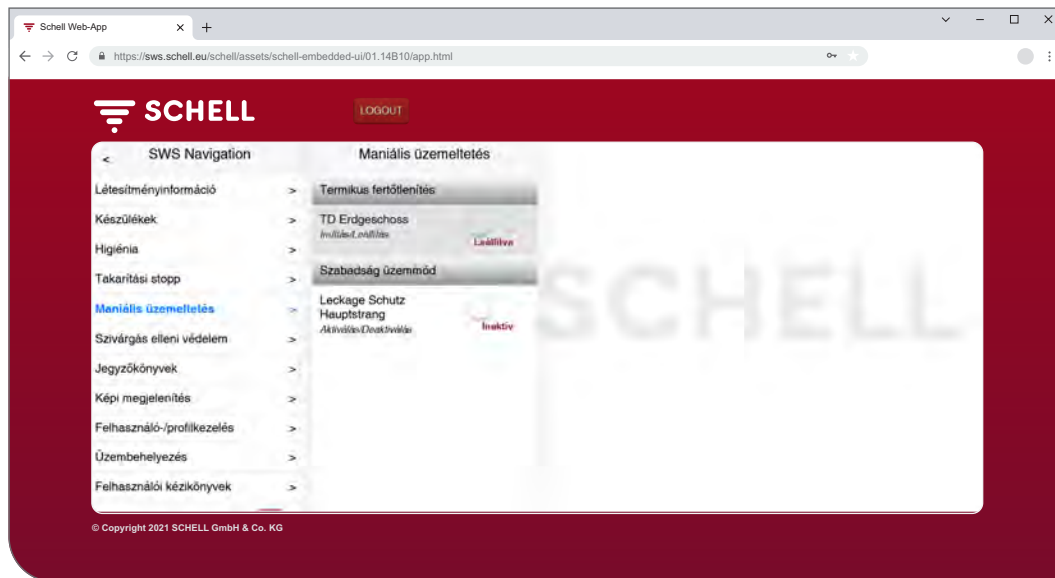 Schell Web-App
https://sws.schell.eu/schell/assets/schell-embedded-ui/01.14B10/app.html
SCHELL
LOGOUT
SWS Navigation
Létesítményinformáció
Készülékek
Higiénia
Takarítási stopp
Maniális üzemeltetés
Szivárgás elleni védelem
Jegyzőkönyvek
Képi megjelenítés
Felhasználó-/profilkezelés
Üzembehelyezés
Felhasználói kézikönyvek
Maniális üzemeltetés
Termikus fertőtlenítés
TD Erdgeschoss
Indítás/Leállítás
Leállítva
Szabadság üzemmód
Leckage Schutz
Hauptstrang
Aktiválás/Deaktiválás
Inaktív
SCHELL
© Copyright 2021 SCHELL GmbH & Co. KG